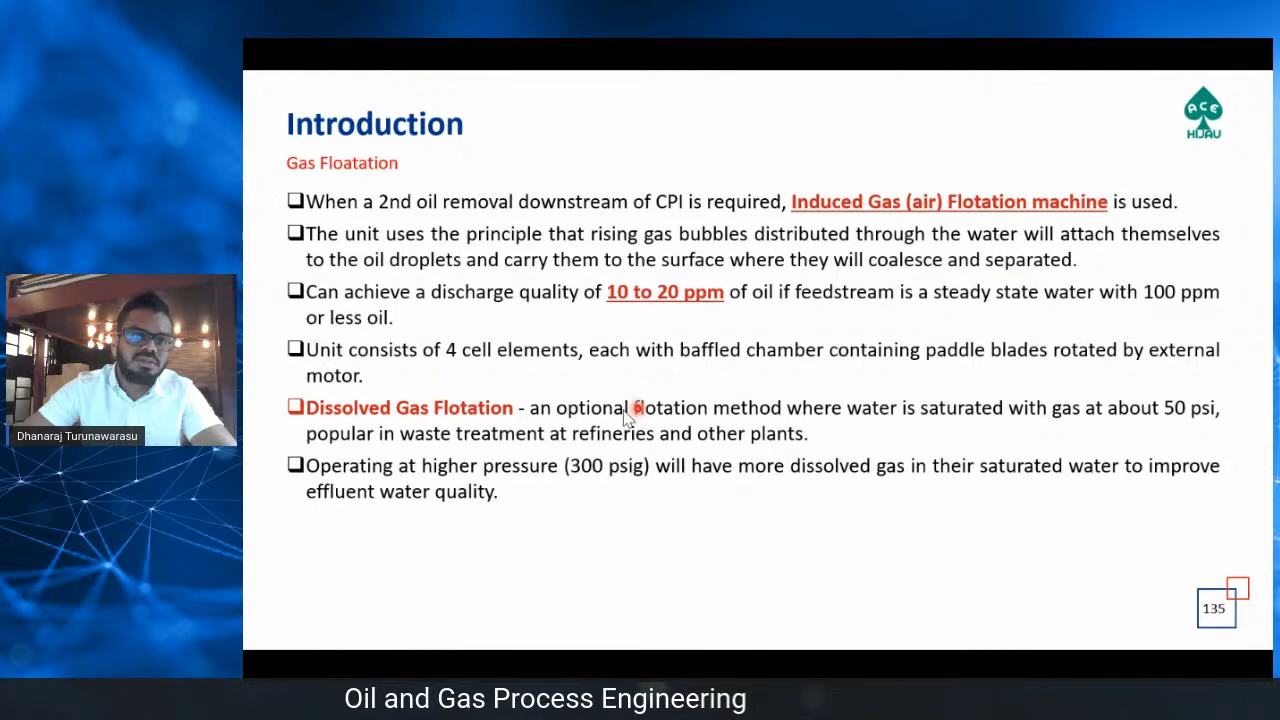 Introduction
ACE
HIJAU
Gas Floatation
❑When a 2nd oil removal downstream of CPI is required, Induced Gas (air) Flotation machine is used.
❑The unit uses the principle that rising gas bubbles distributed through the water will attach themselves
to the oil droplets and carry them to the surface where they will coalesce and separated.
❑Can achieve a discharge quality of 10 to 20 ppm of oil if feedstream is a steady state water with 100 ppm
or less oil.
❑Unit consists of 4 cell elements, each with baffled chamber containing paddle blades rotated by external
motor.
❑Dissolved Gas Flotation - an optional flotation method where water is saturated with gas at about 50 psi,
popular in waste treatment at refineries and other plants.
❑Operating at higher pressure (300 psig) will have more dissolved gas in their saturated water to improve
effluent water quality.
Dhanaraj Turunawarasu
135
Oil and Gas Process Engineering